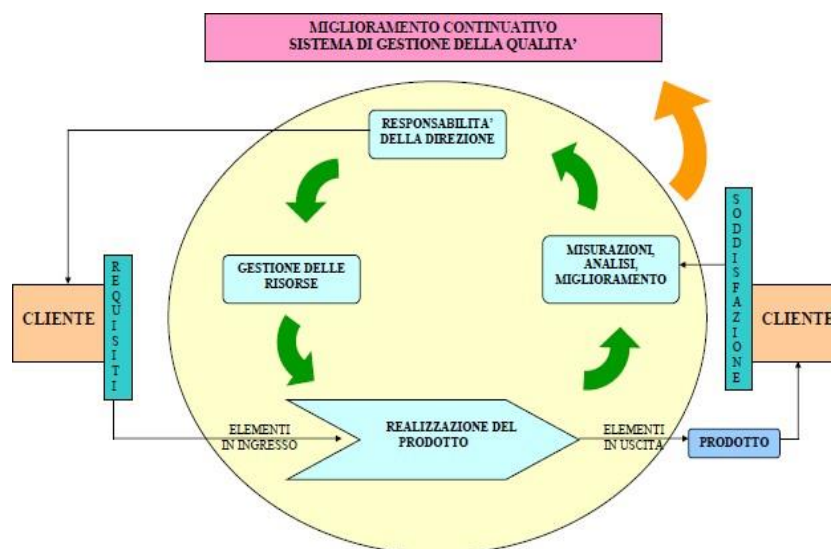 MIGLIORAMENTO CONTINUATIVO
SISTEMA DI GESTIONE DELLA QUALITA'
RESPONSABILITA'
DELLA DIREZIONE
GESTIONE DELLE
RISORSE
MISURAZIONI,
ANALISI,
MIGLIORAMENTO
CLIENTE
REQUISITI
SODDISFAZIONE
CLIENTE
ELEMENTI
IN INGRESSO
REALIZZAZIONE DEL
PRODOTTO
ELEMENTI
IN USCITA
PRODOTTO